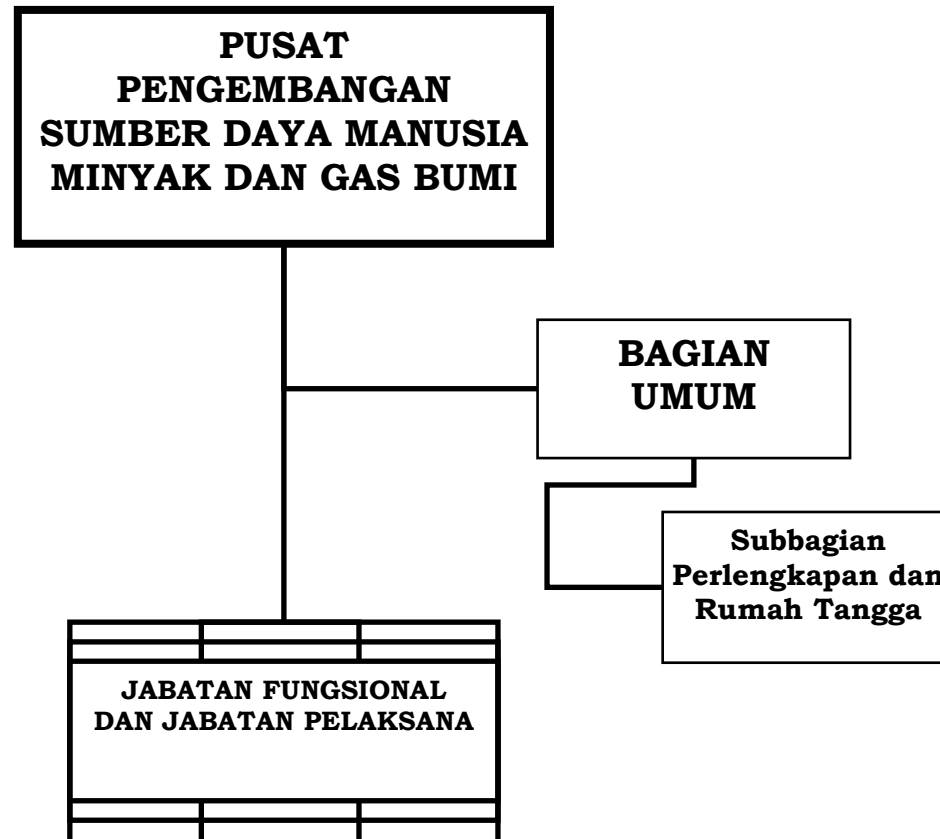 PUSAT
PENGEMBANGAN
SUMBER DAYA MANUSIA
MINYAK DAN GAS BUMI
BAGIAN
UMUM
Subbagian
Perlengkapan dan
Rumah Tangga
JABATAN FUNGSIONAL
DAN JABATAN PELAKSANA